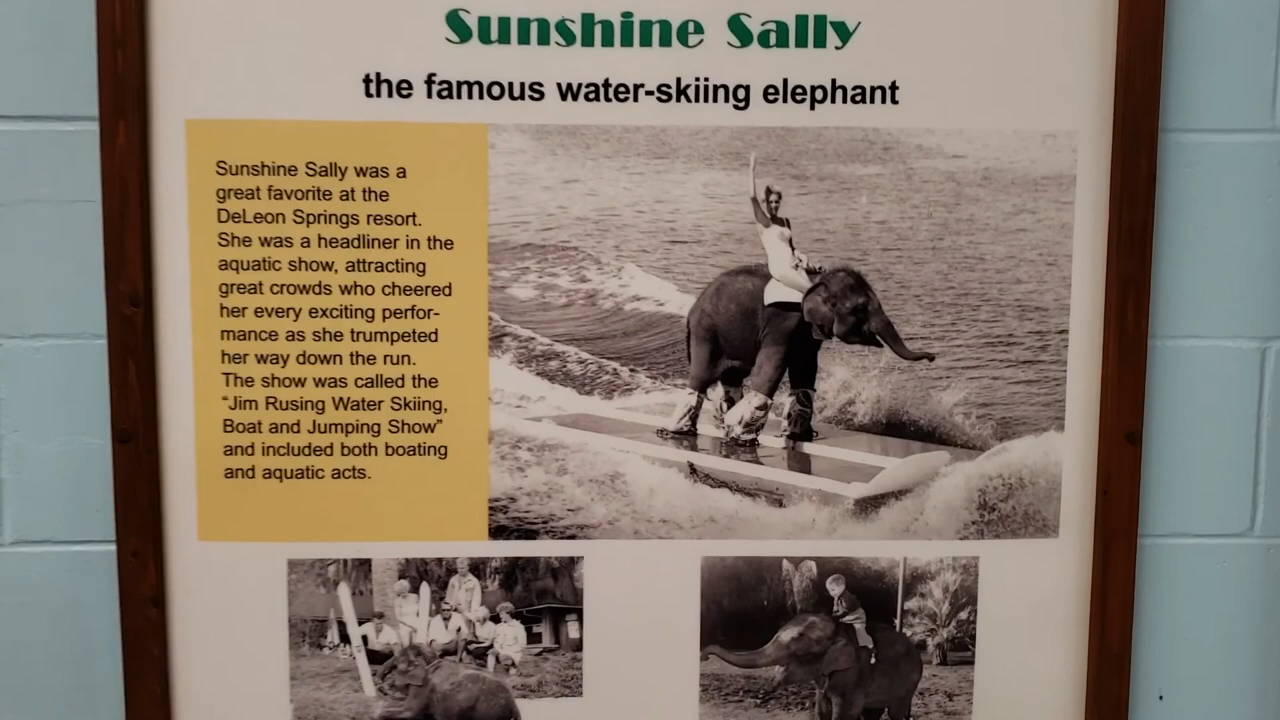 Sunshine Sally
the famous water-skiing elephant
Sunshine Sally was a
great favorite at the
DeLeon Springs resort.
She was a headliner in the
aquatic show, attracting
great crowds who cheered
her every exciting perfor-
mance as she trumpeted
her way down the run.
The show was called the
“Jim Rusing Water Skiing,
Boat and Jumping Show”
and included both boating
and aquatic acts.